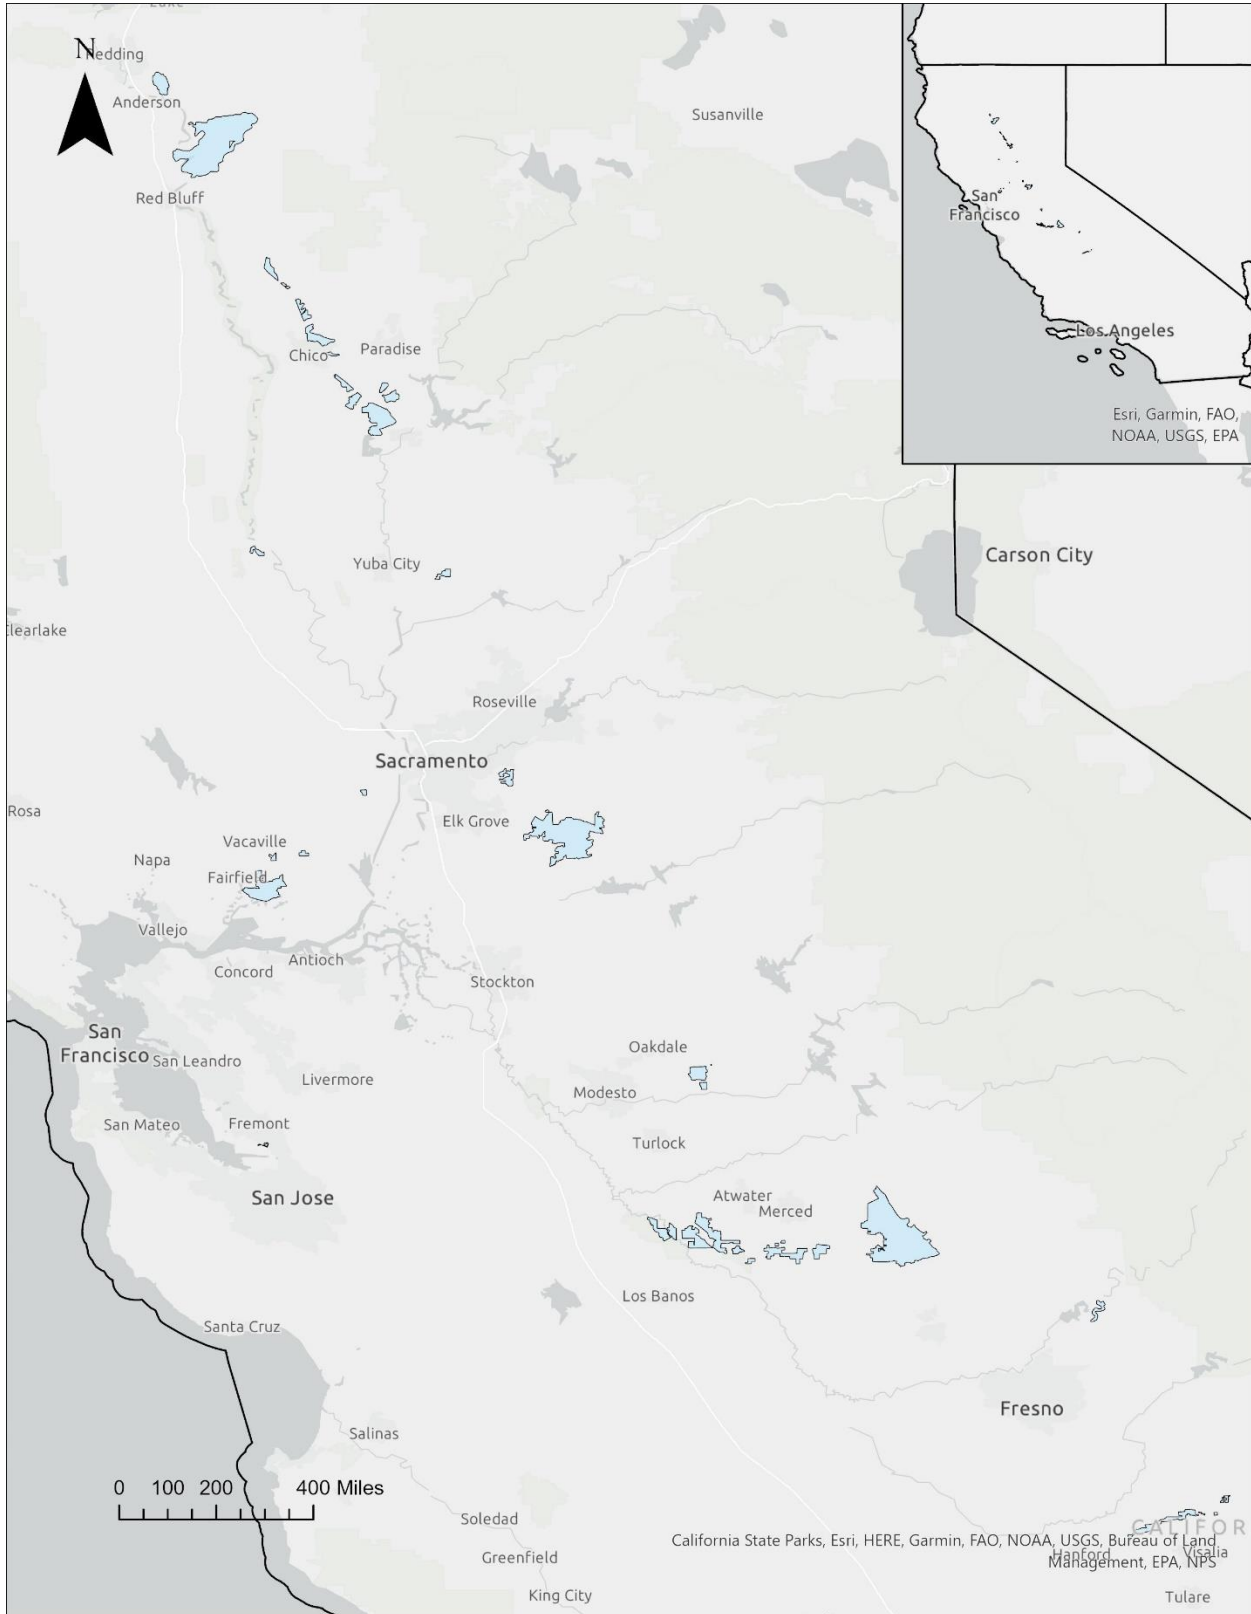 Lake
N
Redding
Anderson
Susanville
Red Bluff
San
Francisco
Los Angeles
Esri, Garmin, FAO,
NOAA, USGS, EPA
Chico
Paradise
Yuba City
Carson City
Clearlake
Roseville
Sacramento
Rosa
Elk Grove
Vacaville
Napa
Fairfield
Vallejo
Antioch
Concord
Stockton
San
Francisco
San Leandro
Oakdale
Livermore
Modesto
San Mateo
Fremont
Turlock
San Jose
Atwater
Merced
Los Banos
Santa Cruz
Fresno
Salinas
0 100 200 400 Miles
Soledad
CALIFOR
California State Parks, Esri, HERE, Garmin, FAO, NOAA, USGS, Bureau of Land
Management, EPA, NPS
Hanford
Visalia
Greenfield
King City
Tulare